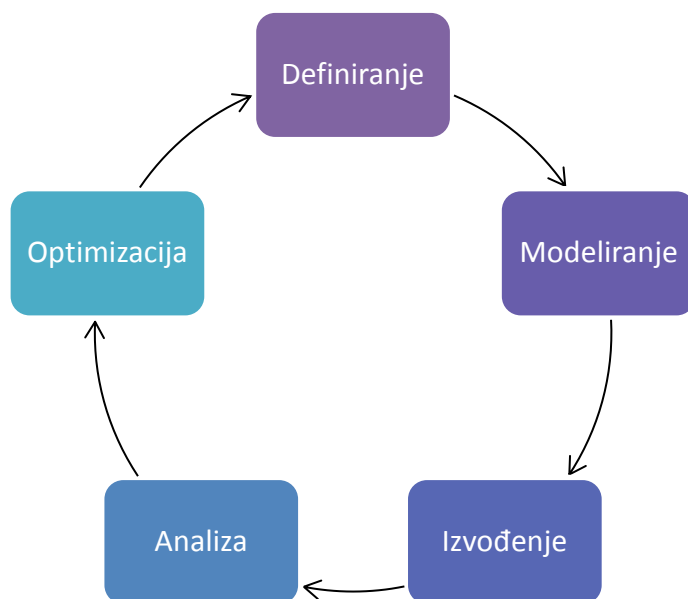 Definiranje
Modeliranje
Izvođenje
Analiza
Optimizacija